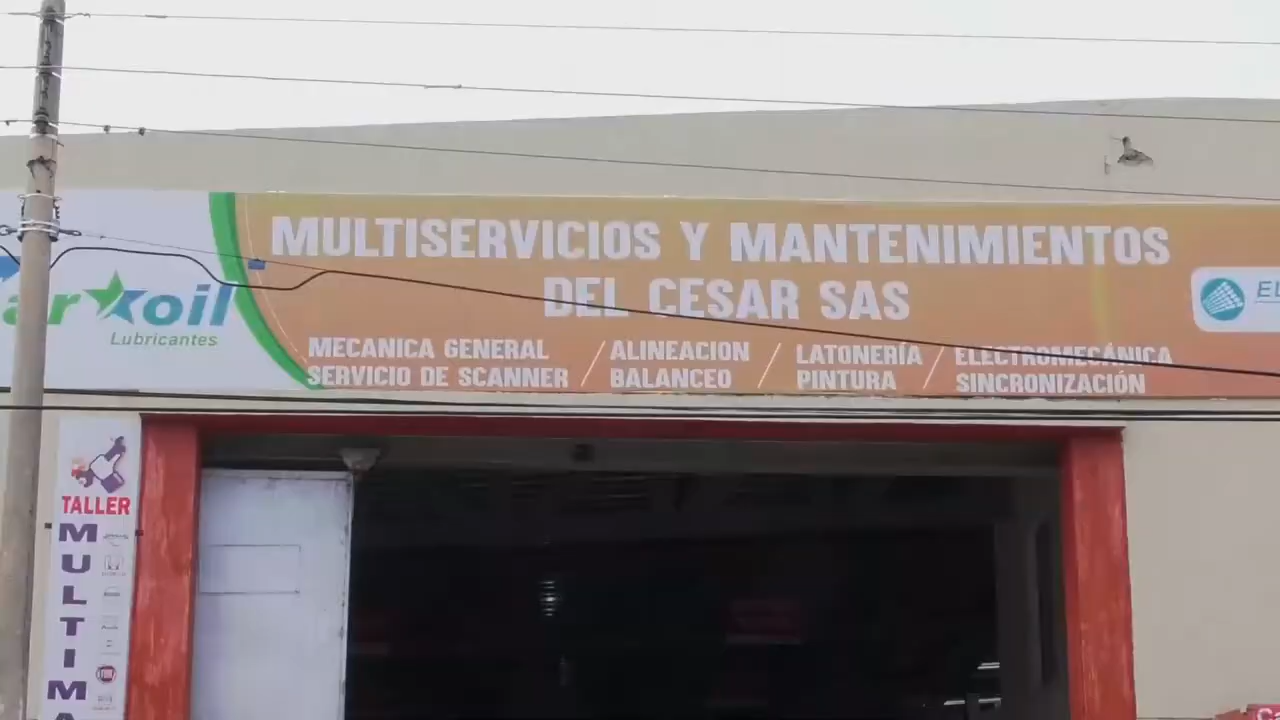 MULTISERVICIOS Y MANTENIMIENTOS
DEL CESAR SAS
MECANICA GENERAL
SERVICIO DE SCANNER
ALINEACION
BALANCEO
LATONERÍA
PINTURA
ELECTROMECÁNICA
SINCRONIZACIÓN
oil
Lubricantes
TALLER